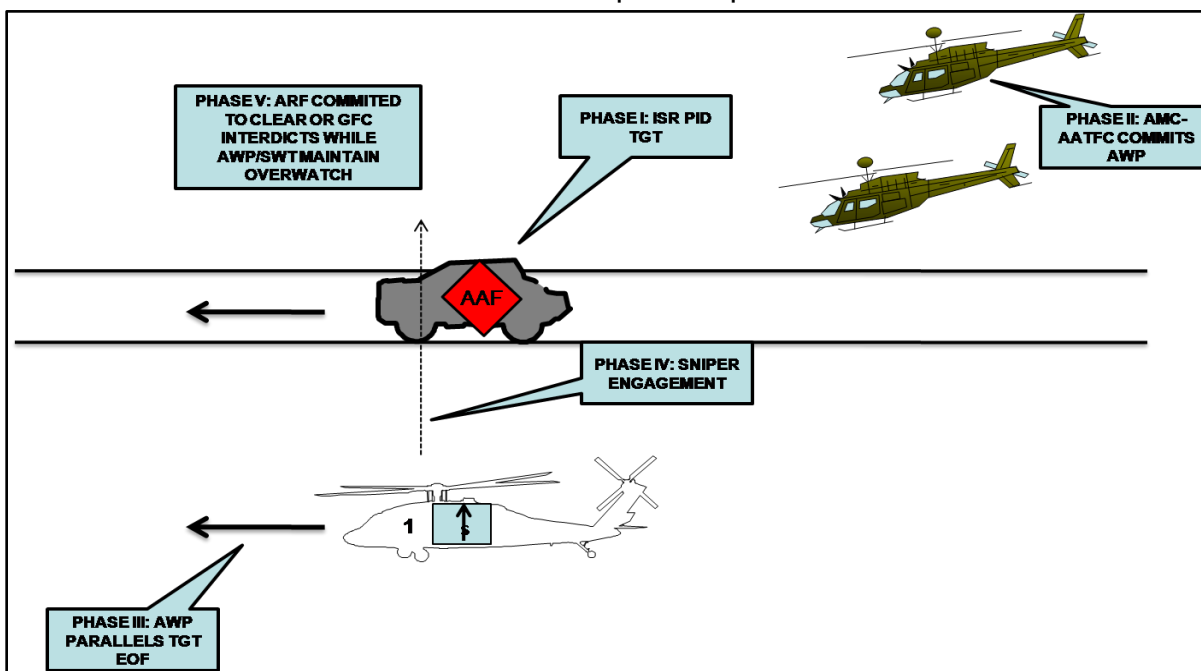 PHASE V: ARF COMMITED
TO CLEAR OR GFC
INTERDICTS WHILE
AWP/SWT MAINTAIN
OVERWATCH
PHASE I: ISR PID
TGT
PHASE II: AMC-
AATFC COMMITS
AWP
AAF
PHASE IV: SNIPER
ENGAGEMENT
1
S
PHASE III: AWP
PARALLELS TGT
EOF